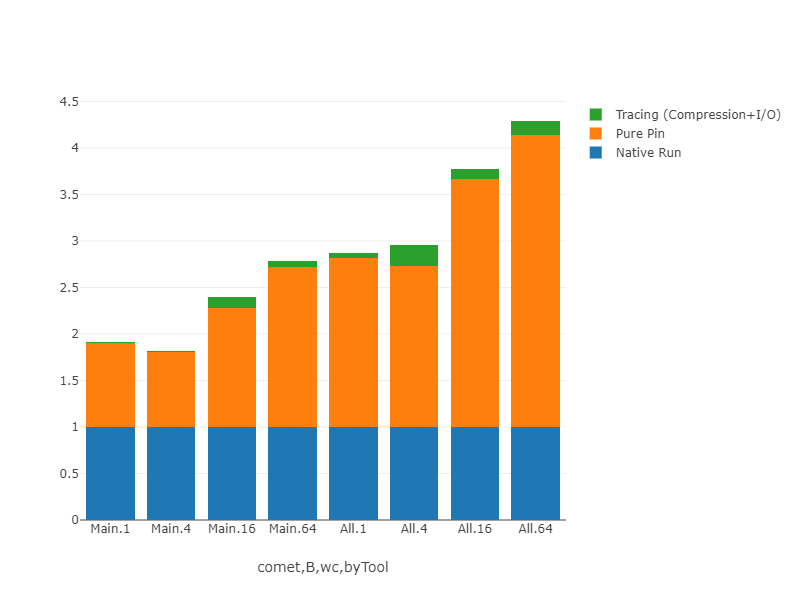 4.5
4
3.5
3
2.5
2
1.5
1
0.5
0
Main.1 Main.4 Main.16 Main.64 All.1 All.4 All.16 All.64
comet,B,wc,byTool
Tracing (Compression+I/O)
Pure Pin
Native Run